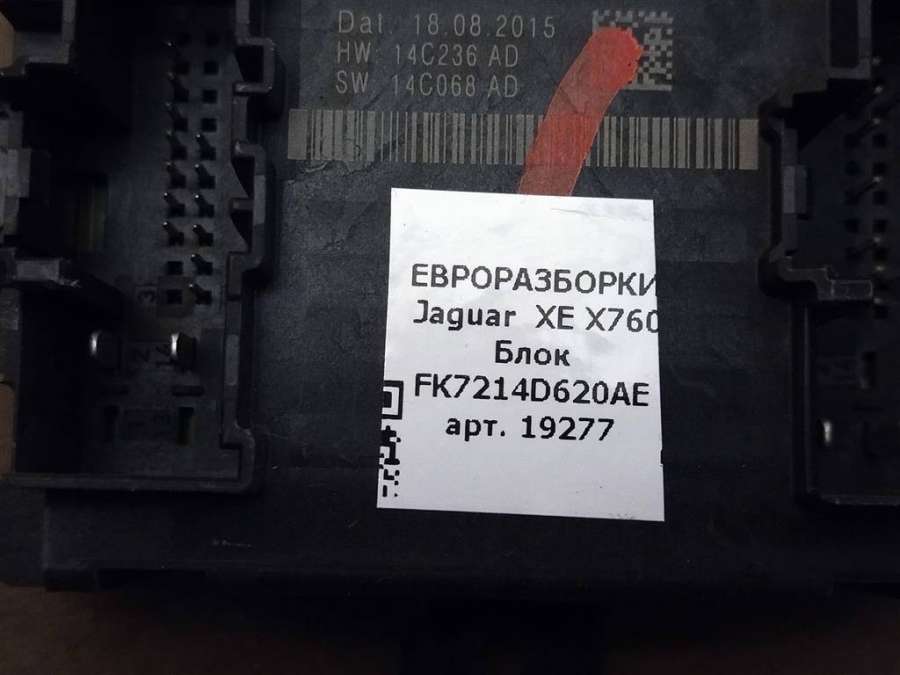 Dat. 18.08.2015
HW 14C236 AD
SW 14C068 AD
ЕВРОРАЗБОРКИ
Jaguar XE X760
Блок
FK7214D620AE
арт. 19277